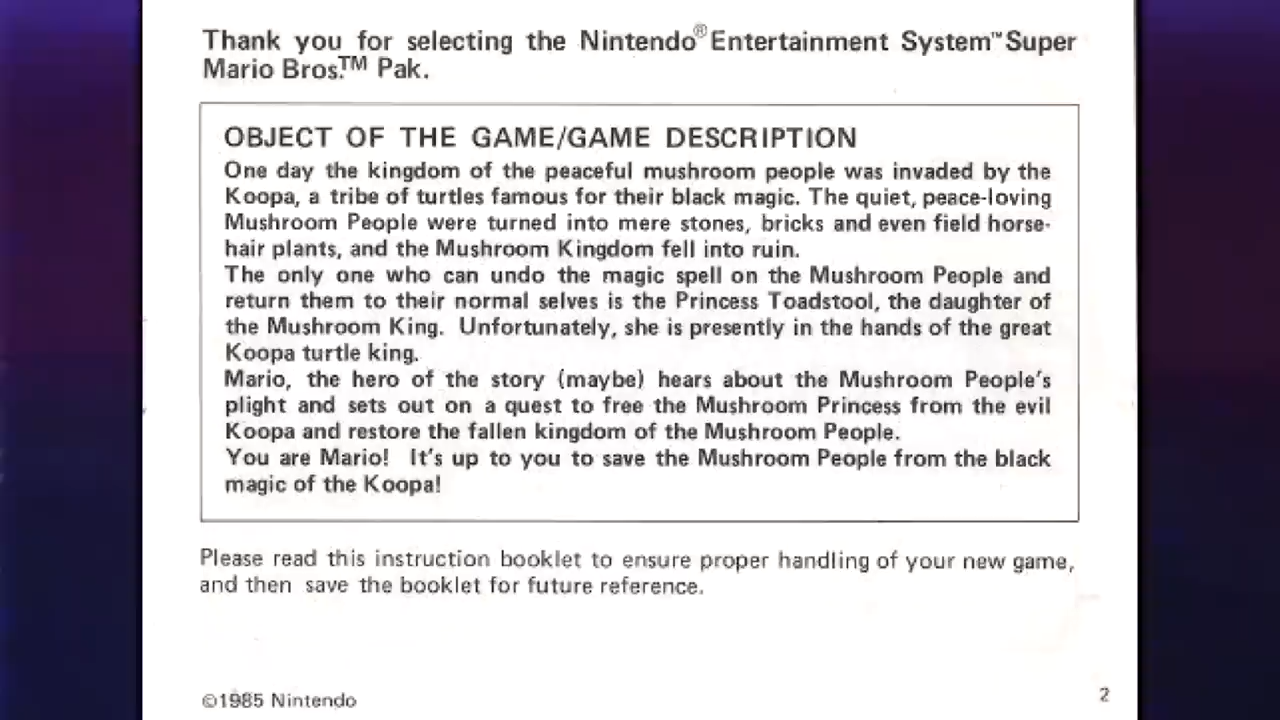 Thank you for selecting the Nintendo® Entertainment System™ Super
Mario Bros.™ Pak.
OBJECT OF THE GAME/GAME DESCRIPTION
One day the kingdom of the peaceful mushroom people was invaded by the
Koopa, a tribe of turtles famous for their black magic. The quiet, peace-loving
Mushroom People were turned into mere stones, bricks and even field horse-
hair plants, and the Mushroom Kingdom fell into ruin.
The only one who can undo the magic spell on the Mushroom People and
return them to their normal selves is the Princess Toadstool, the daughter of
the Mushroom King. Unfortunately, she is presently in the hands of the great
Koopa turtle king.
Mario, the hero of the story (maybe) hears about the Mushroom People's
plight and sets out on a quest to free the Mushroom Princess from the evil
Koopa and restore the fallen kingdom of the Mushroom People.
You are Mario! It's up to you to save the Mushroom People from the black
magic of the Koopa!
Please read this instruction booklet to ensure proper handling of your new game,
and then save the booklet for future reference.
©1985 Nintendo
2